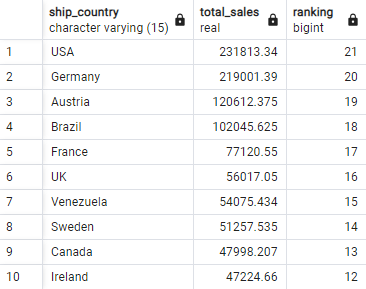 ship_country total_sales ranking
character varying (15) real bigint
1 USA 231813.34 21
2 Germany 219001.39 20
3 Austria 120612.375 19
4 Brazil 102045.625 18
5 France 77120.55 17
6 UK 56017.05 16
7 Venezuela 54075.434 15
8 Sweden 51257.535 14
9 Canada 47998.207 13
10 Ireland 47224.66 12